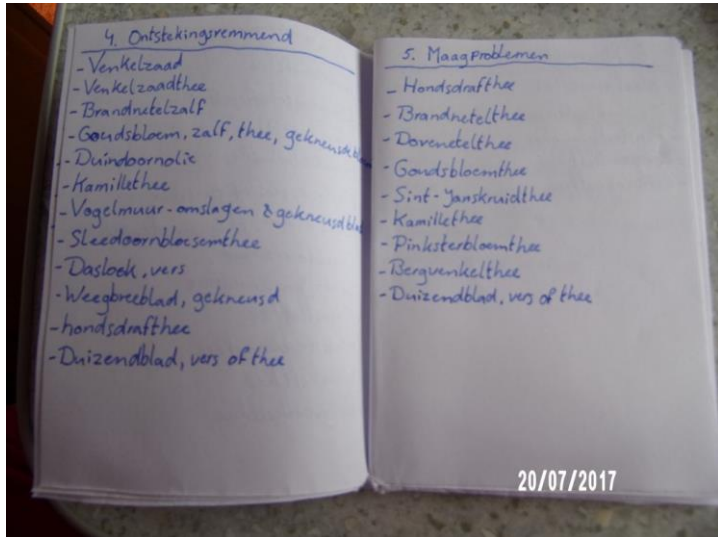 4. Ontstekingsremmend
- Venkelzaad
- Venkelzaadthee
- Brandnetelzalf
- Goudsbloem, zalf, thee, gekneusde
- Duindoornolie
- Kamillethee
- Vogelmuur-omslagen & gekneusd blad
- Sleedoornbloesemthee
- Daslook, vers
- Weegbreeblad, gekneusd
- hondsdrafthee
- Duizendblad, vers of thee
5. Maagproblemen
- Hondsdrafthee
- Brandnetelthee
- Dovenetelthee
- Goudsbloemthee
- Sint-Janskruidthee
- Kamillethee
- Pinksterbloemthee
- Bergvenkelthee
- Duizendblad, vers of thee
20/07/2017